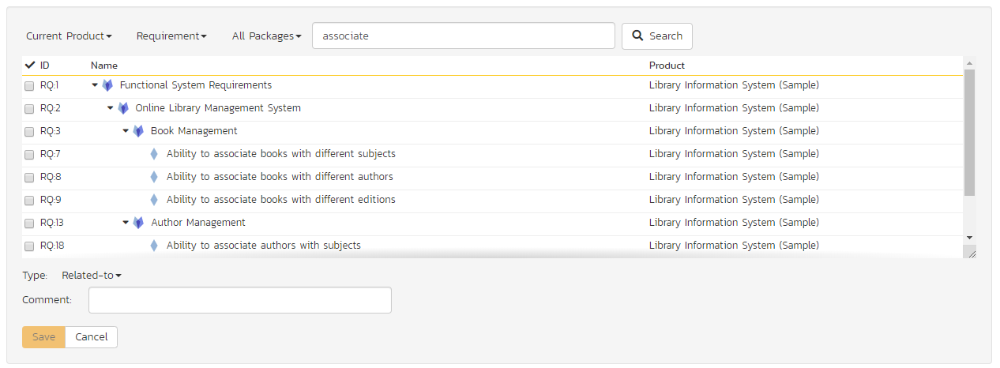 Current Product Requirement All Packages associate Search
ID Name Product
RQ:1 Functional System Requirements Library Information System (Sample)
RQ:2 Online Library Management System Library Information System (Sample)
RQ:3 Book Management Library Information System (Sample)
RQ:7 Ability to associate books with different subjects Library Information System (Sample)
RQ:8 Ability to associate books with different authors Library Information System (Sample)
RQ:9 Ability to associate books with different editions Library Information System (Sample)
RQ:13 Author Management Library Information System (Sample)
RQ:18 Ability to associate authors with subjects Library Information System (Sample)
Type: Related-to
Comment:
Save Cancel